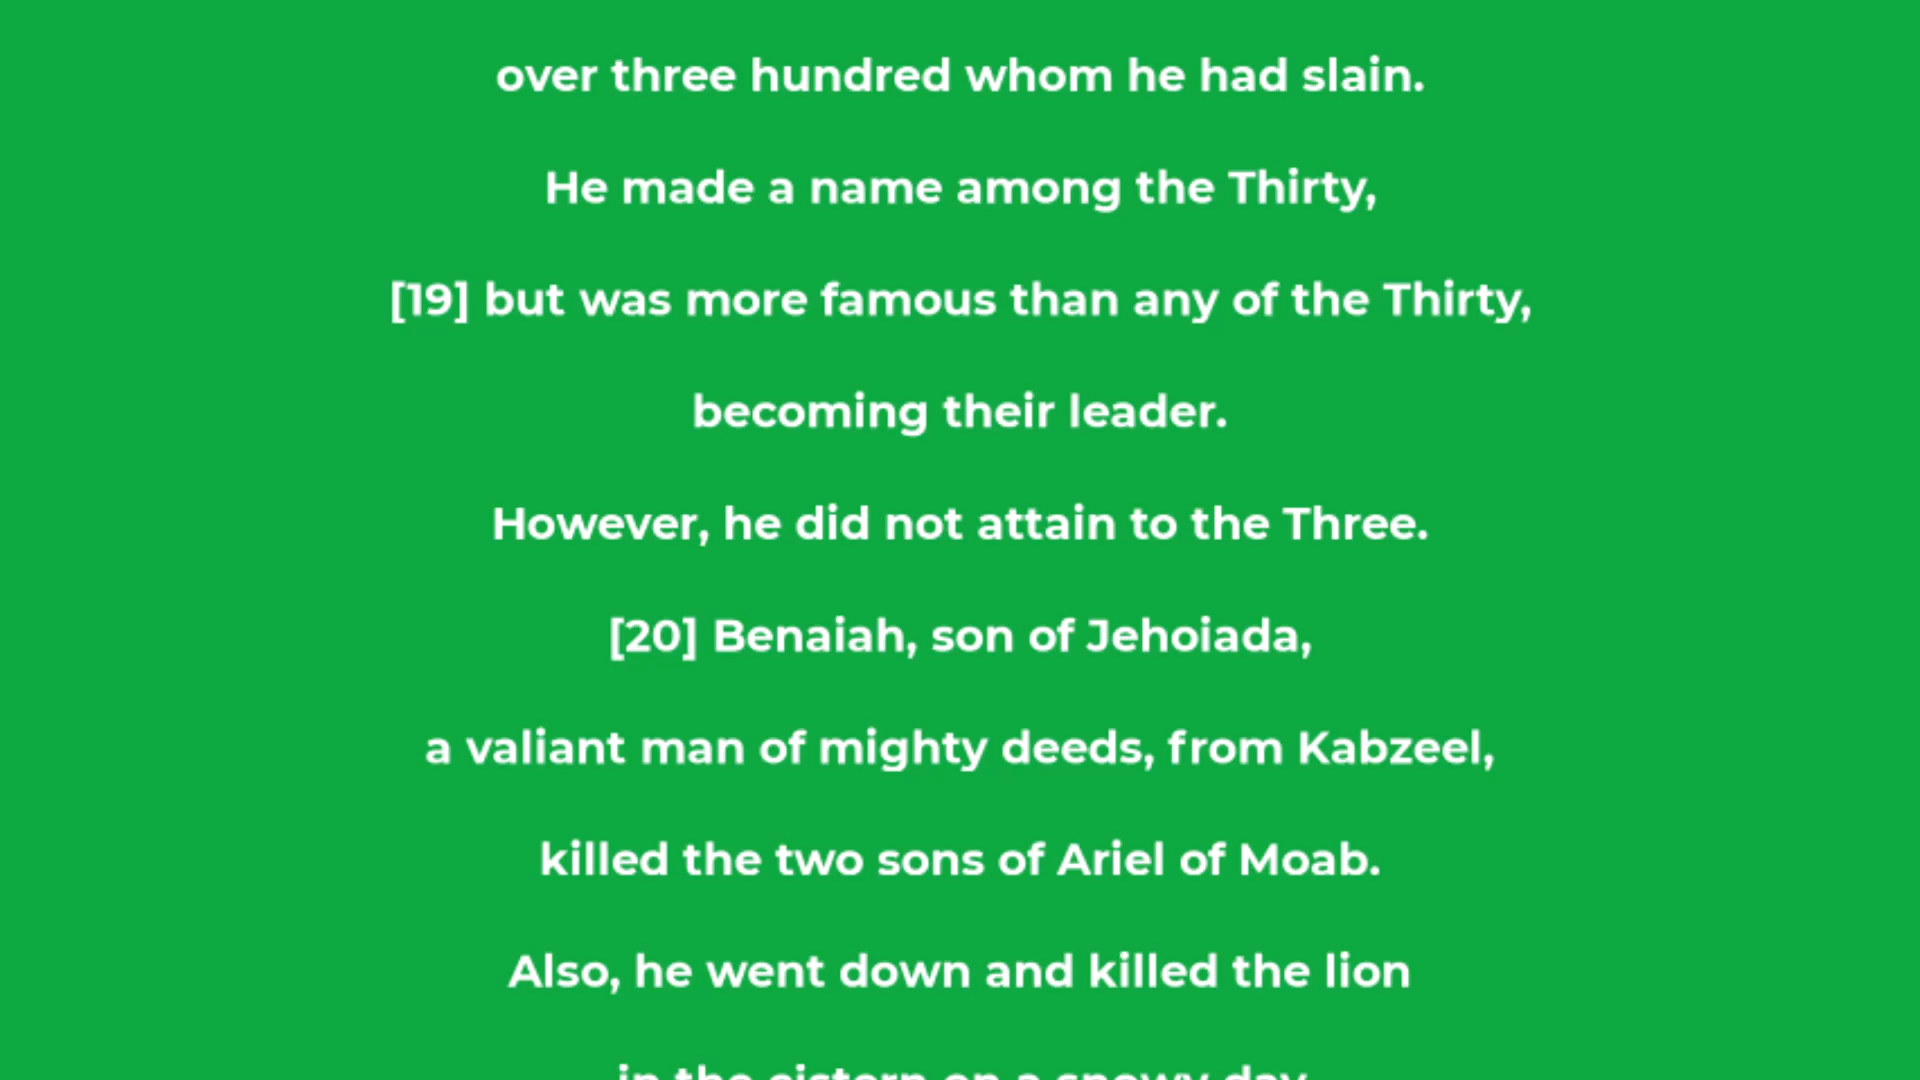 over three hundred whom he had slain.
He made a name among the Thirty,
[19] but was more famous than any of the Thirty,
becoming their leader.
However, he did not attain to the Three.
[20] Benaiah, son of Jehoiada,
a valiant man of mighty deeds, from Kabzeel,
killed the two sons of Ariel of Moab.
Also, he went down and killed the lion
in the cistern on a snowy day